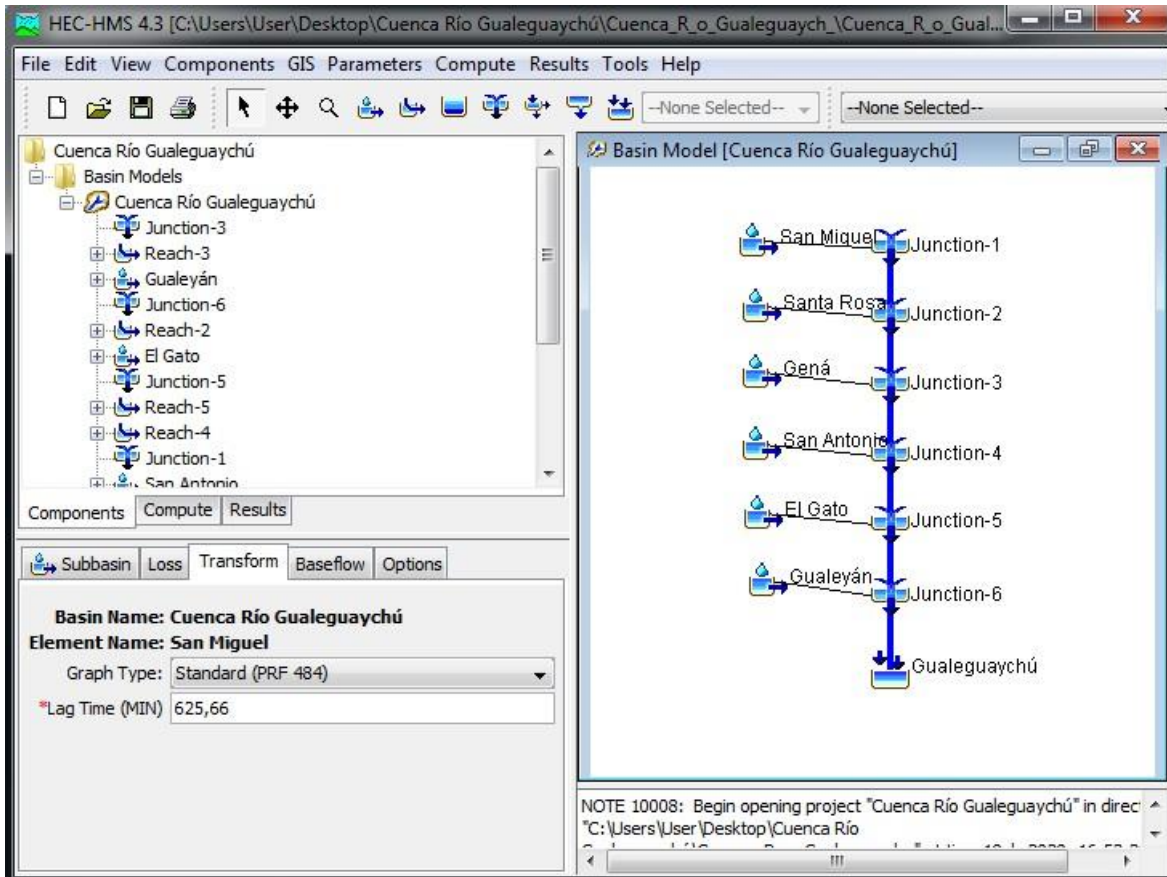 HEC-HMS 4.3 [C:\Users\User\Desktop\Cuenca Río Gualeguaychú\Cuenca_R_o_Gualeguaych_\Cuenca_R_o_Gual...
File Edit View Components GIS Parameters Compute Results Tools Help
--None Selected-- --None Selected--
Cuenca Río Gualeguaychú
Basin Models
Cuenca Río Gualeguaychú
Junction-3
Reach-3
Gualeyán
Junction-6
Reach-2
El Gato
Junction-5
Reach-5
Reach-4
Junction-1
San Antonio
Components Compute Results
Subbasin Loss Transform Baseflow Options
Basin Name: Cuenca Río Gualeguaychú
Element Name: San Miguel
Graph Type: Standard (PRF 484)
*Lag Time (MIN) 625,66
Basin Model [Cuenca Río Gualeguaychú]
San Miguel Junction-1
Santa Rosa Junction-2
Gená Junction-3
San Antonio Junction-4
El Gato Junction-5
Gualeyán Junction-6
Gualeguaychú
NOTE 10008: Begin opening project "Cuenca Río Gualeguaychú" in direc
"C:\Users\User\Desktop\Cuenca Río